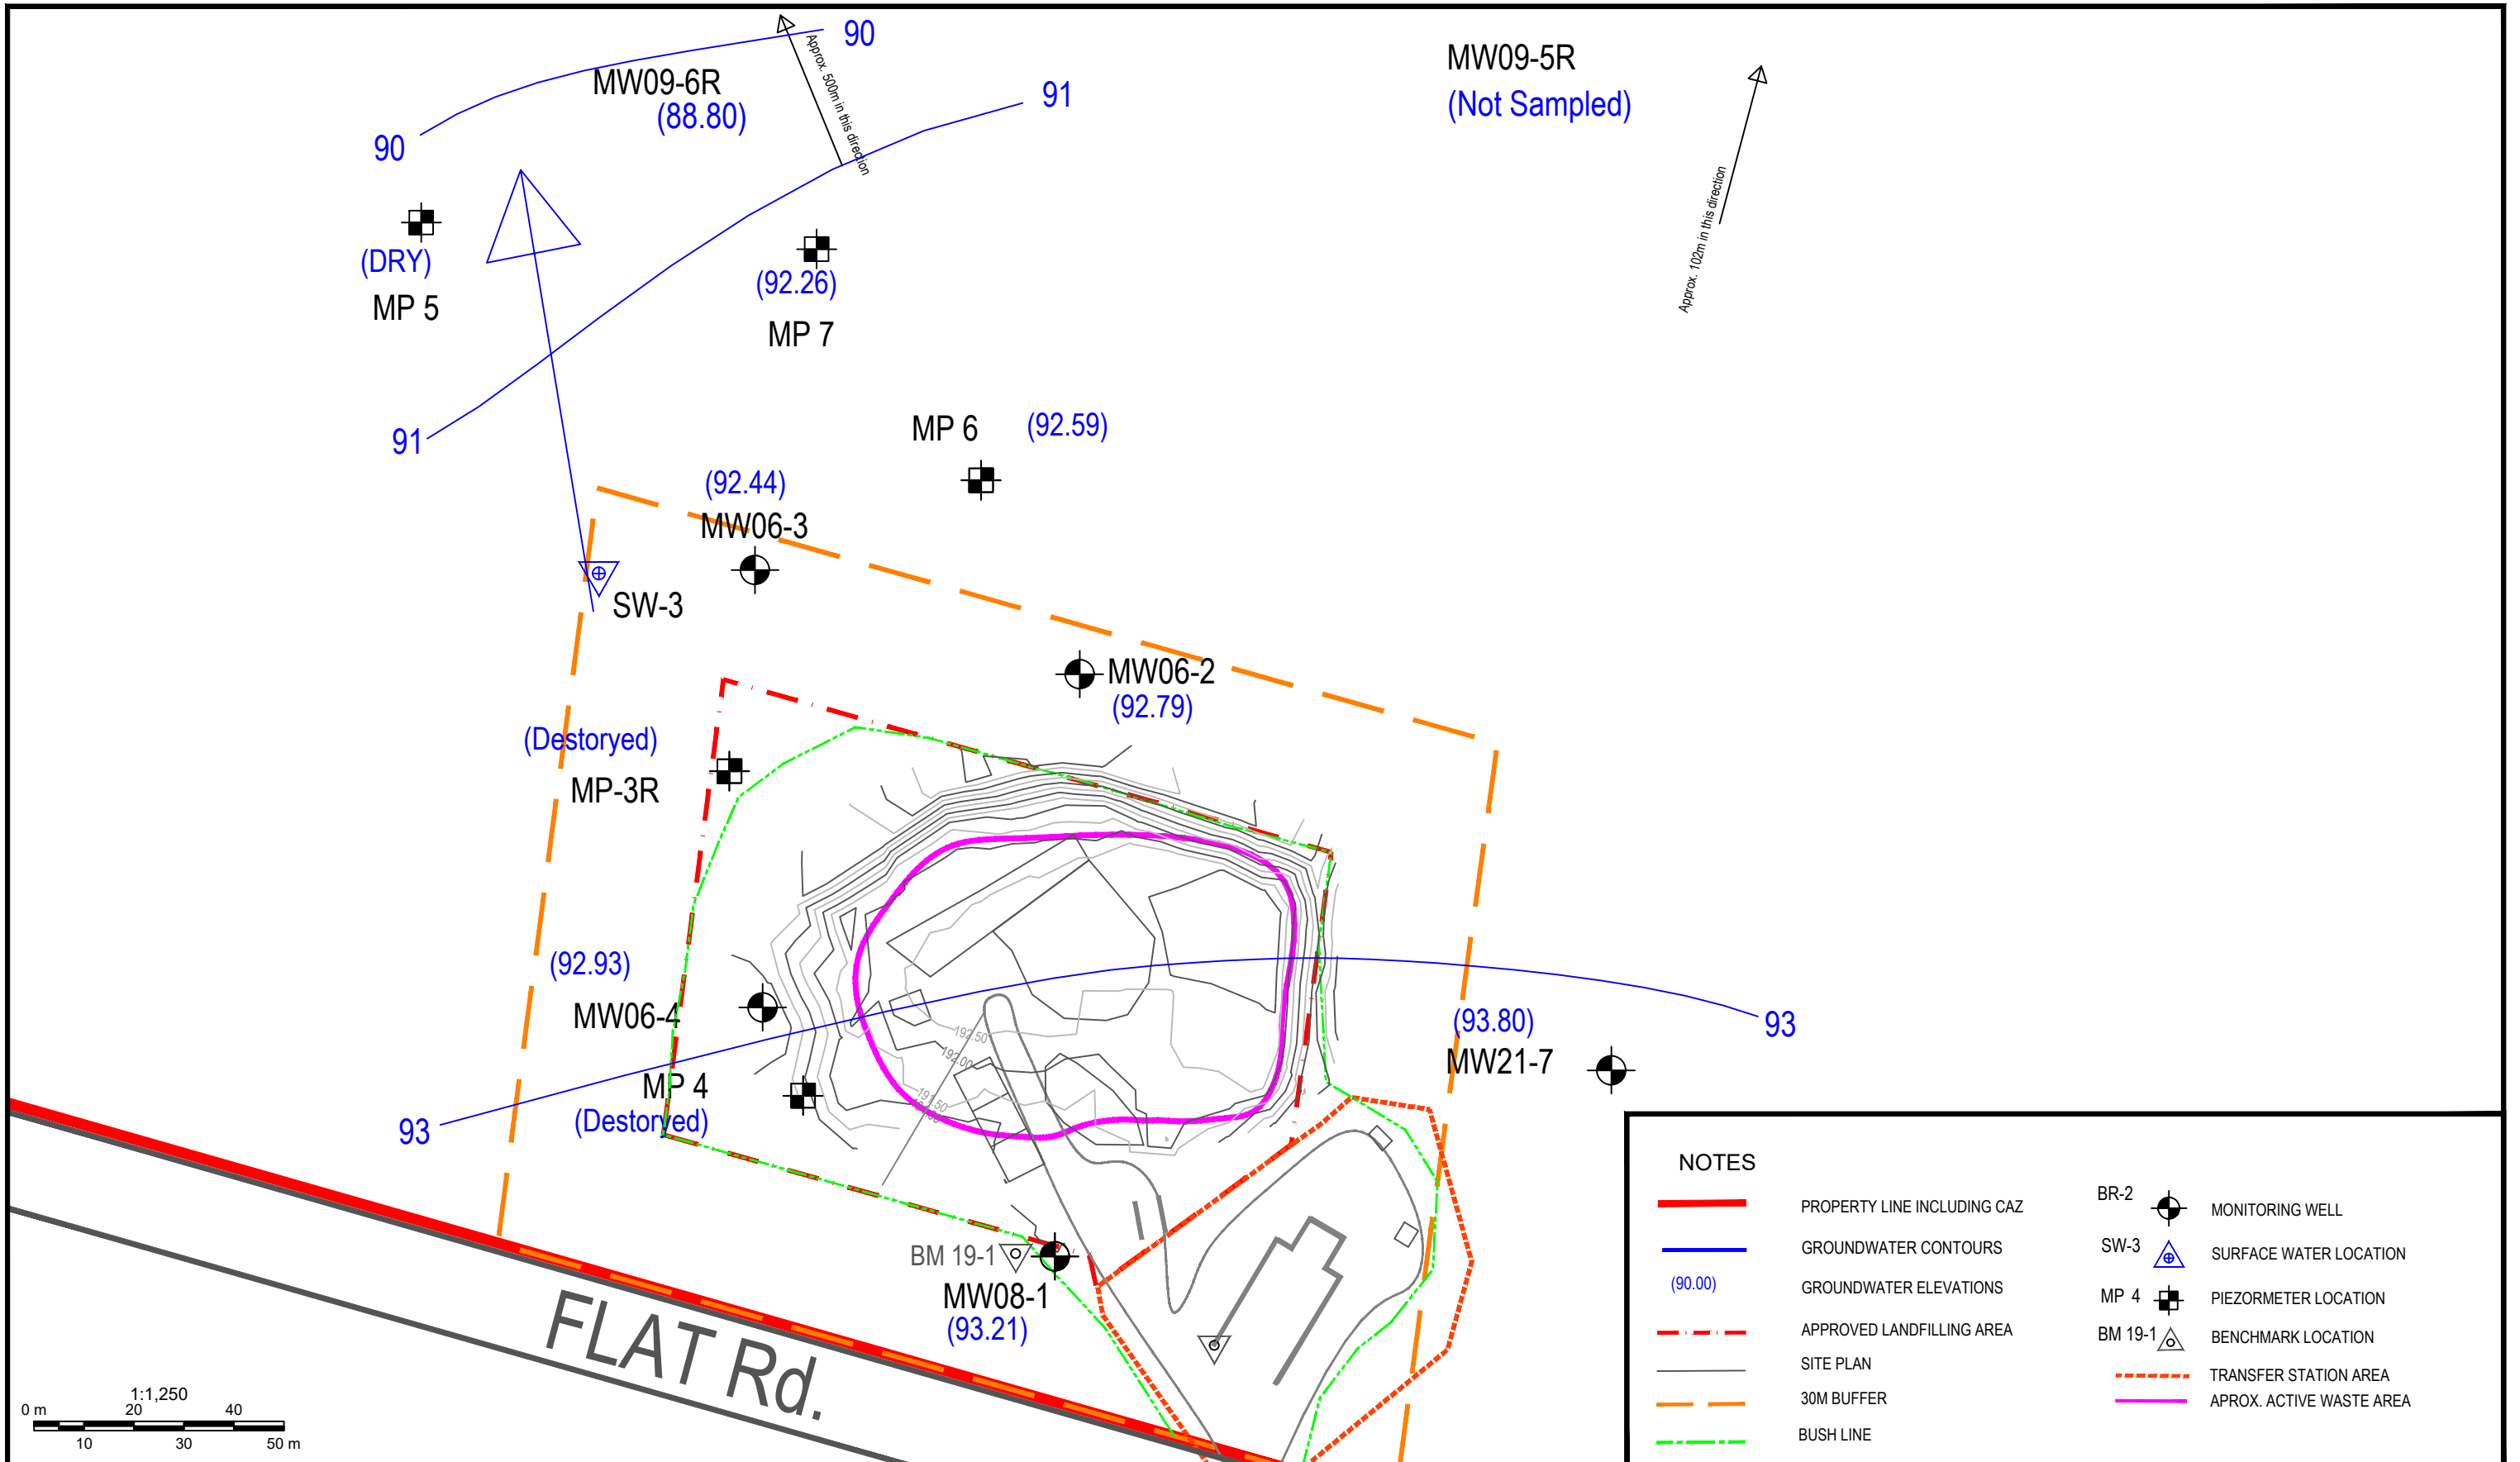 90
MW09-6R
(88.80)
90
Approx. 500m in this direction
91
MW09-5R
(Not Sampled)
Approx. 102m in this direction
(DRY)
MP 5
(92.26)
MP 7
91
MP 6
(92.59)
(92.44)
MW06-3
SW-3
MW06-2
(92.79)
(Destoryed)
MP-3R
(92.93)
MW06-4
MP 4
(Destoryed)
93
192.50
192.00
191.50
(93.80)
MW21-7
93
BM 19-1
MW08-1
(93.21)
FLAT Rd.
1:1,250
0 m 20 40
10 30 50 m
NOTES
PROPERTY LINE INCLUDING CAZ
GROUNDWATER CONTOURS
(90.00) GROUNDWATER ELEVATIONS
APPROVED LANDFILLING AREA
SITE PLAN
30M BUFFER
BUSH LINE
BR-2 MONITORING WELL
SW-3 SURFACE WATER LOCATION
MP 4 PIEZORMETER LOCATION
BM 19-1 BENCHMARK LOCATION
TRANSFER STATION AREA
APROX. ACTIVE WASTE AREA